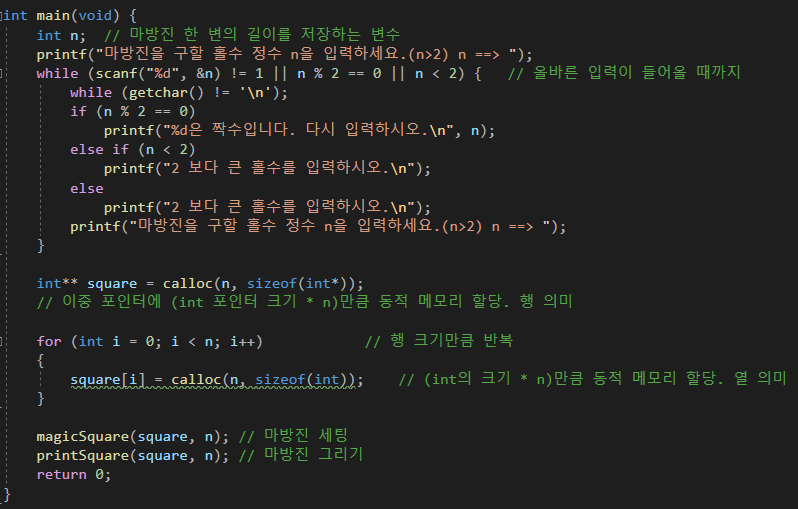 int main(void) {
    int n;  // 마방진 한 변의 길이를 저장하는 변수
    printf("마방진을 구할 홀수 정수 n을 입력하세요.(n>2) n ==> ");
    while (scanf("%d", &n) != 1 || n % 2 == 0 || n < 2) {   // 올바른 입력이 들어올 때까지
        while (getchar() != '\n');
        if (n % 2 == 0)
            printf("%d은 짝수입니다. 다시 입력하시오.\n", n);
        else if (n < 2)
            printf("2 보다 큰 홀수를 입력하시오.\n");
        else
            printf("2 보다 큰 홀수를 입력하시오.\n");
        printf("마방진을 구할 홀수 정수 n을 입력하세요.(n>2) n ==> ");
    }
    int** square = calloc(n, sizeof(int*));
    // 이중 포인터에 (int 포인터 크기 * n)만큼 동적 메모리 할당. 행 의미
    for (int i = 0; i < n; i++)            // 행 크기만큼 반복
    {
        square[i] = calloc(n, sizeof(int));    // (int의 크기 * n)만큼 동적 메모리 할당. 열 의미
    }
    magicSquare(square, n); // 마방진 세팅
    printSquare(square, n); // 마방진 그리기
    return 0;
}